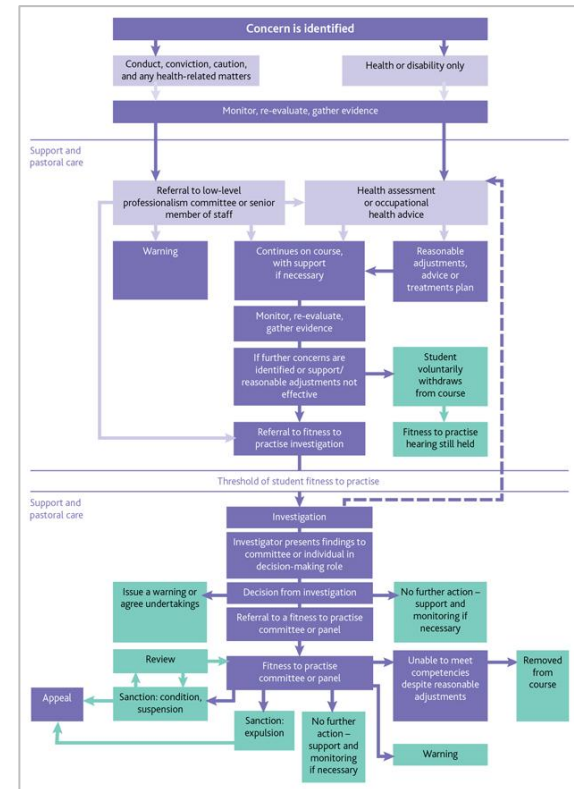 Concern is identified
Conduct, conviction, caution,
and any health-related matters
Health or disability only
Monitor, re-evaluate, gather evidence
Support and
pastoral care
Referral to low-level
professionalism committee or senior
member of staff
Health assessment
or occupational
health advice
Warning
Continues on course,
with support
if necessary
Reasonable
adjustments,
advice or
treatments plan
Monitor, re-evaluate,
gather evidence
If further concerns are
identified or support/
reasonable adjustments not
effective
Student
voluntarily
withdraws
from course
Referral to fitness to
practise investigation
Fitness to practise
hearing still held
Threshold of student fitness to practise
Support and
pastoral care
Investigation
Investigator presents findings to
committee or individual in
decision-making role
Issue a warning or
agree undertakings
Decision from investigation
No further action –
support and
monitoring if
necessary
Referral to a fitness to practise
committee or panel
Review
Fitness to practise
committee or panel
Unable to meet
competencies
despite reasonable
adjustments
Removed
from
course
Appeal
Sanction: condition,
suspension
Sanction:
expulsion
No further
action –
support and
monitoring
if necessary
Warning